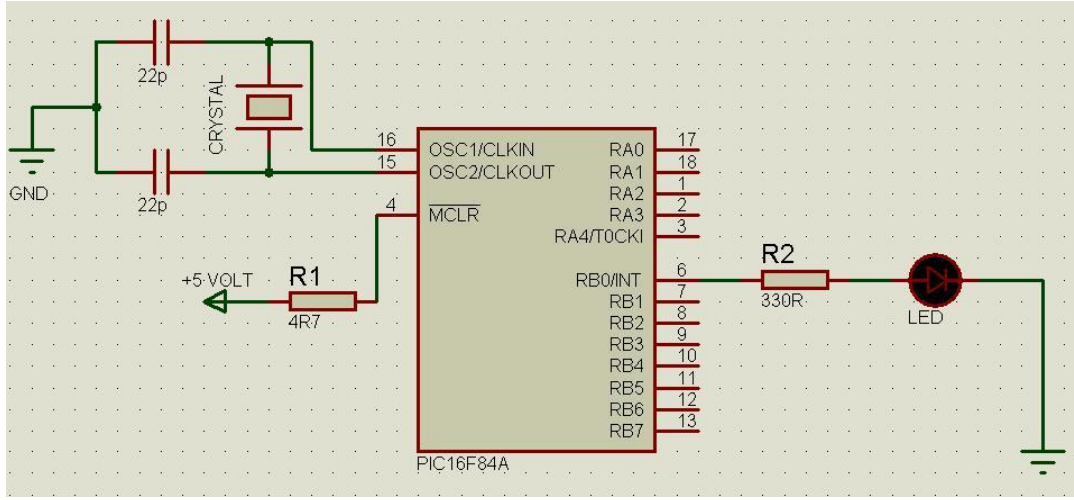 22p
CRYSTAL
22p
GND
16
OSC1/CLKIN
15
OSC2/CLKOUT
4
MCLR
+5 VOLT
R1
4R7
RA0
17
RA1
18
RA2
1
RA3
2
RA4/T0CKI
3
RB0/INT
6
RB1
7
RB2
8
RB3
9
RB4
10
RB5
11
RB6
12
RB7
13
PIC16F84A
R2
330R
LED